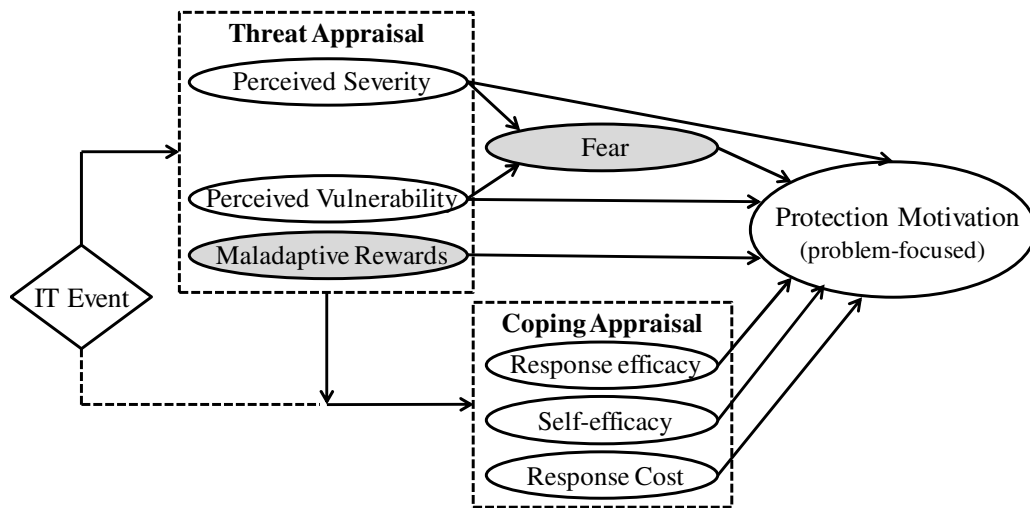 Threat Appraisal
Perceived Severity
Fear
Perceived Vulnerability
Maladaptive Rewards
Protection Motivation
(problem-focused)
IT Event
Coping Appraisal
Response efficacy
Self-efficacy
Response Cost